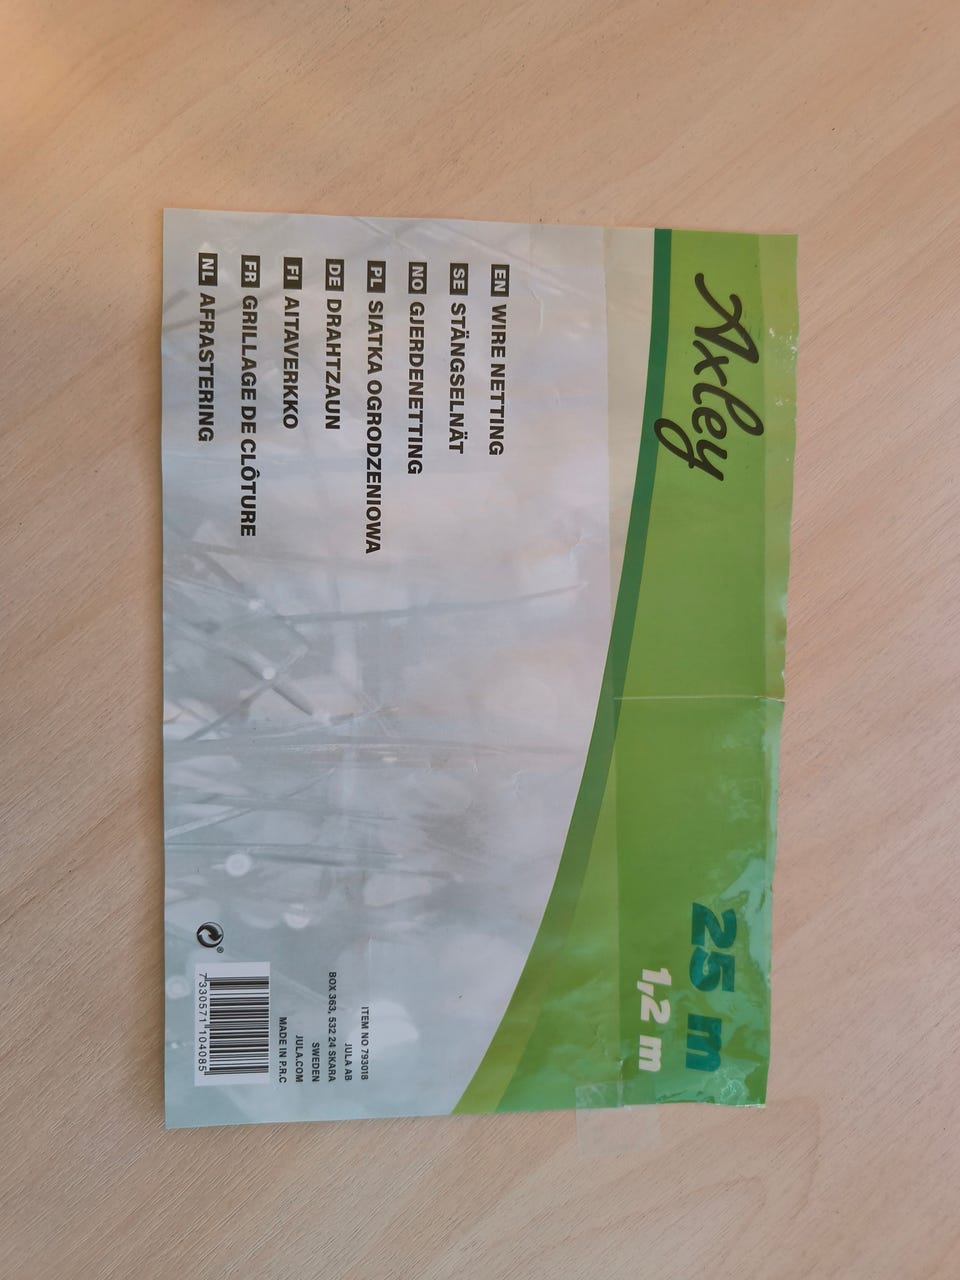 Axley
25 m
1,2 m
EN WIRE NETTING
SE STÄNGSELNÄT
NO GJERDENETTING
PL SIATKA OGRODZENIOWA
DE DRAHTZAUN
FI AITAVERKKO
FR GRILLAGE DE CLÔTURE
NL AFRASTERING
ITEM NO 793018
JULA AB
BOX 363, 532 24 SKARA
SWEDEN
JULA.COM
MADE IN P.R.C
®
7 330571 104085